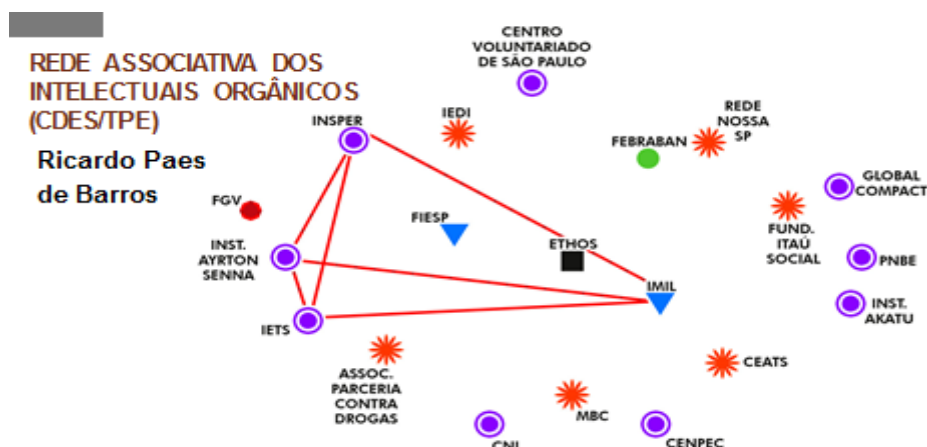 REDE ASSOCIATIVA DOS
INTELECTUAIS ORGÂNICOS
(CDES/TPE)
Ricardo Paes
de Barros
CENTRO
VOLUNTARIADO
DE SÃO PAULO
INSPER
IEDI
REDE
NOSSA
SP
FEBRABAN
GLOBAL
COMPACT
FGV
FIESP
FUND.
ITAÚ
SOCIAL
INST.
AYRTON
SENNA
ETHOS
PNBE
IMIL
INST.
AKATU
IETS
ASSOC.
PARCERIA
CONTRA
DROGAS
CEATS
MBC
CENPEC